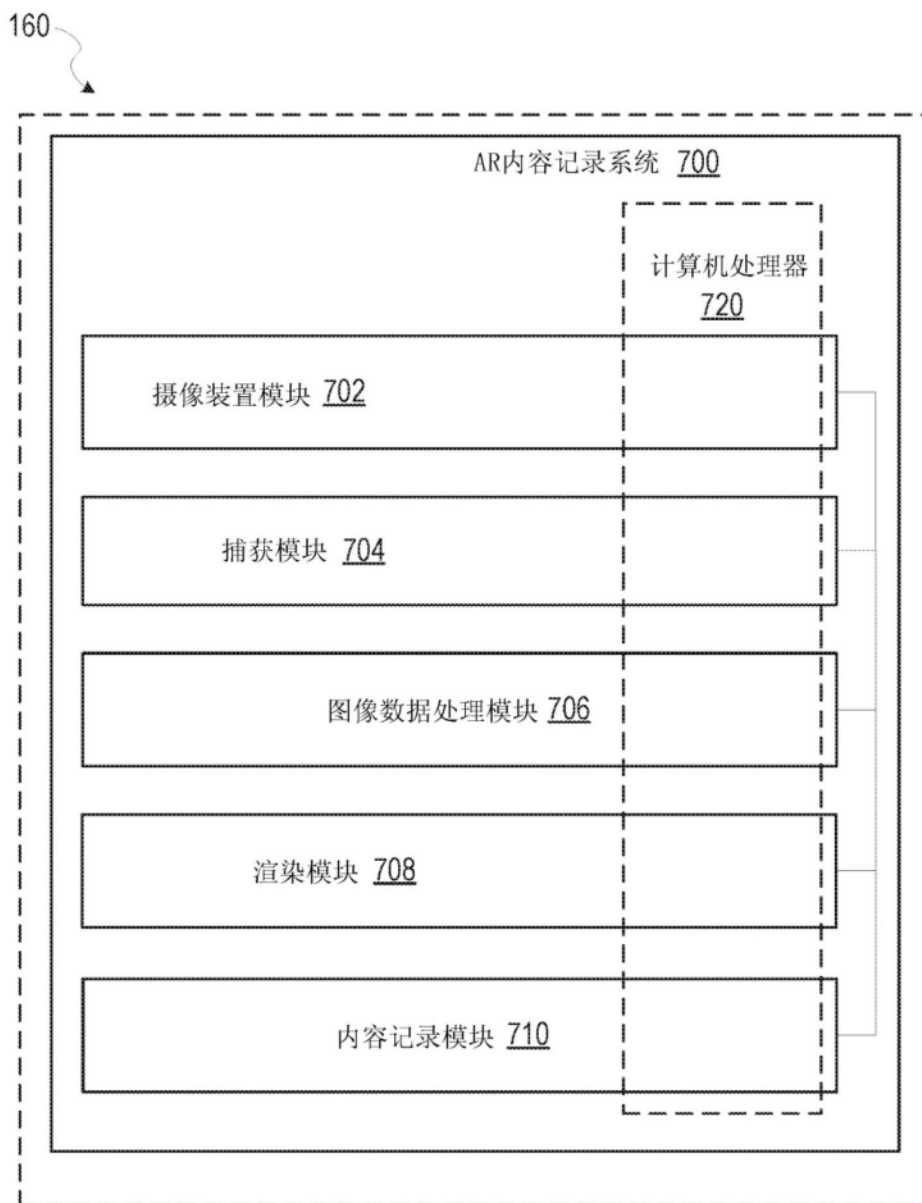 160
AR内容记录系统 700
计算机处理器
720
摄像装置模块 702
捕获模块 704
图像数据处理模块 706
渲染模块 708
内容记录模块 710